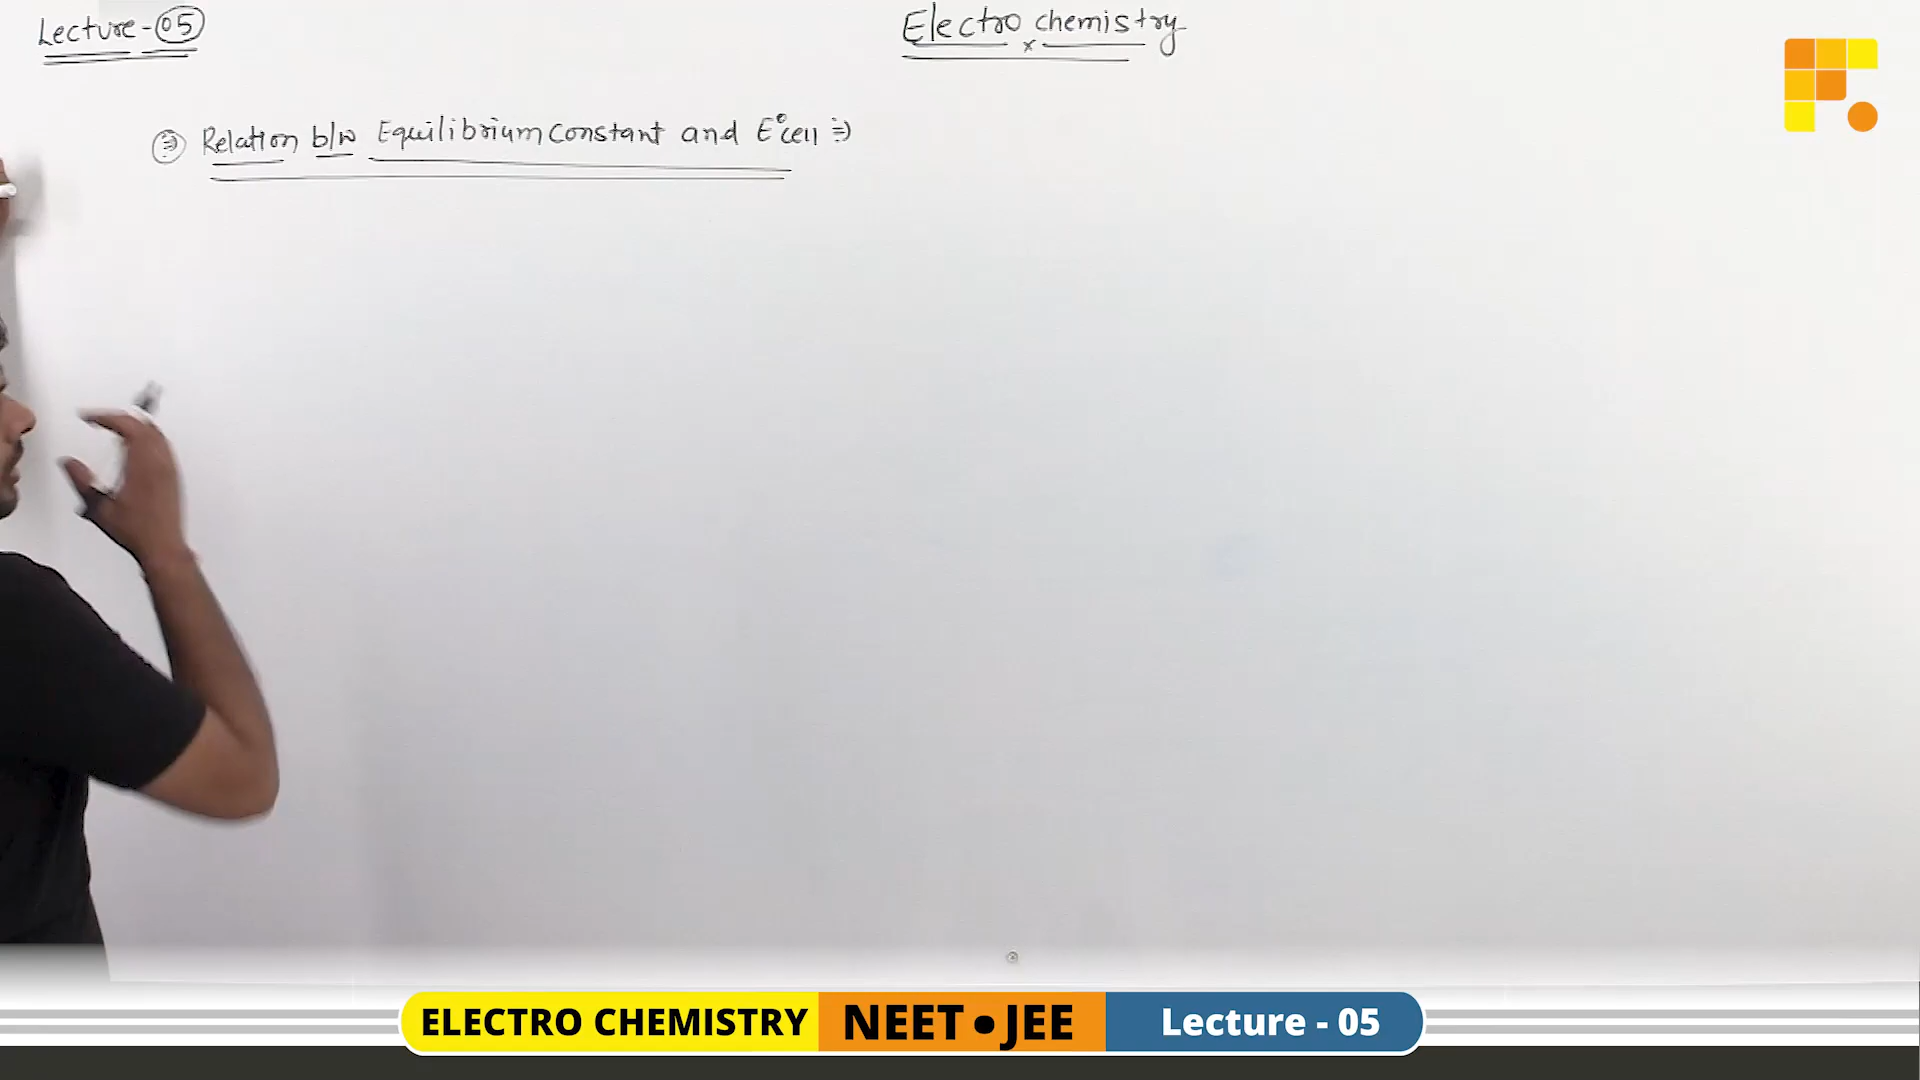 Lecture-05
Electro chemistry
⇒ Relation b/w Equilibrium constant and E°cell ⇒
ELECTRO CHEMISTRY NEET • JEE Lecture - 05